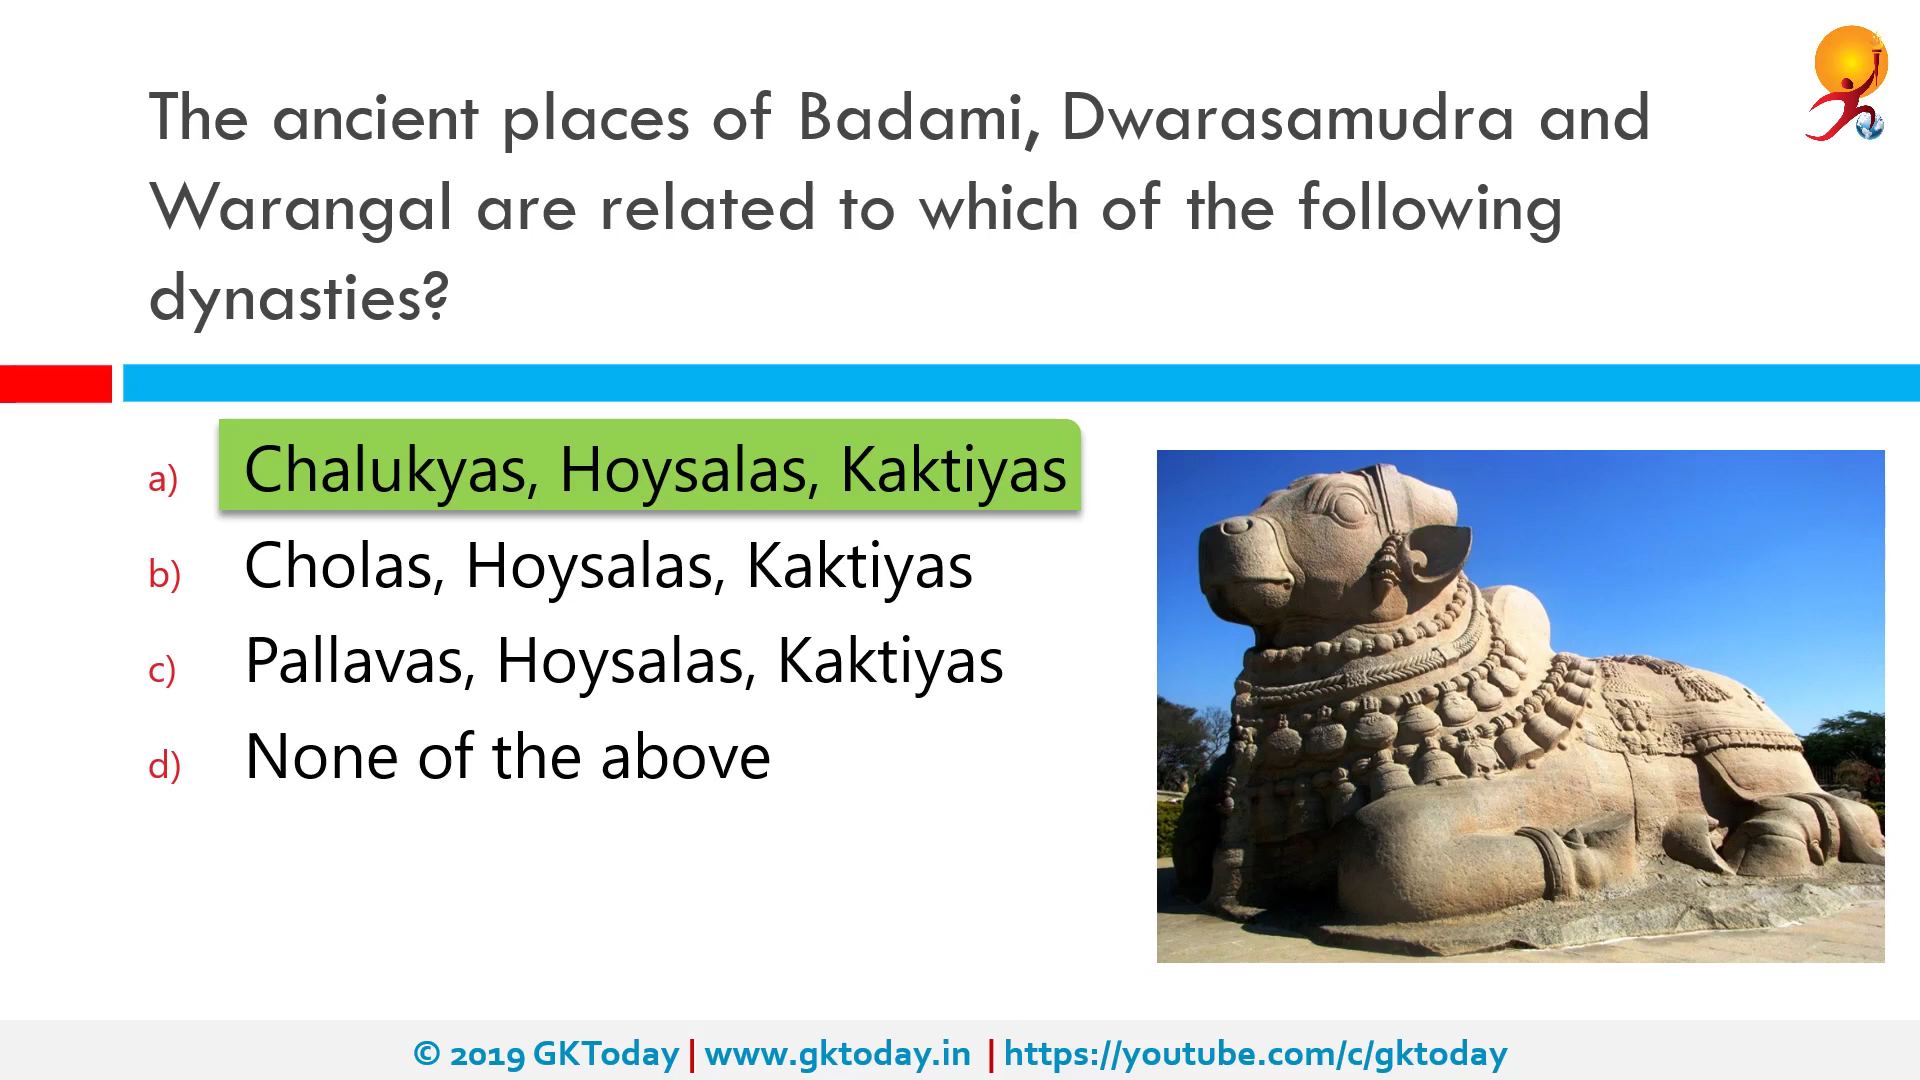 The ancient places of Badami, Dwarasamudra and
Warangal are related to which of the following
dynasties?
a) Chalukyas, Hoysalas, Kaktiyas
b) Cholas, Hoysalas, Kaktiyas
c) Pallavas, Hoysalas, Kaktiyas
d) None of the above
© 2019 GKToday | www.gktoday.in | https://youtube.com/c/gktoday